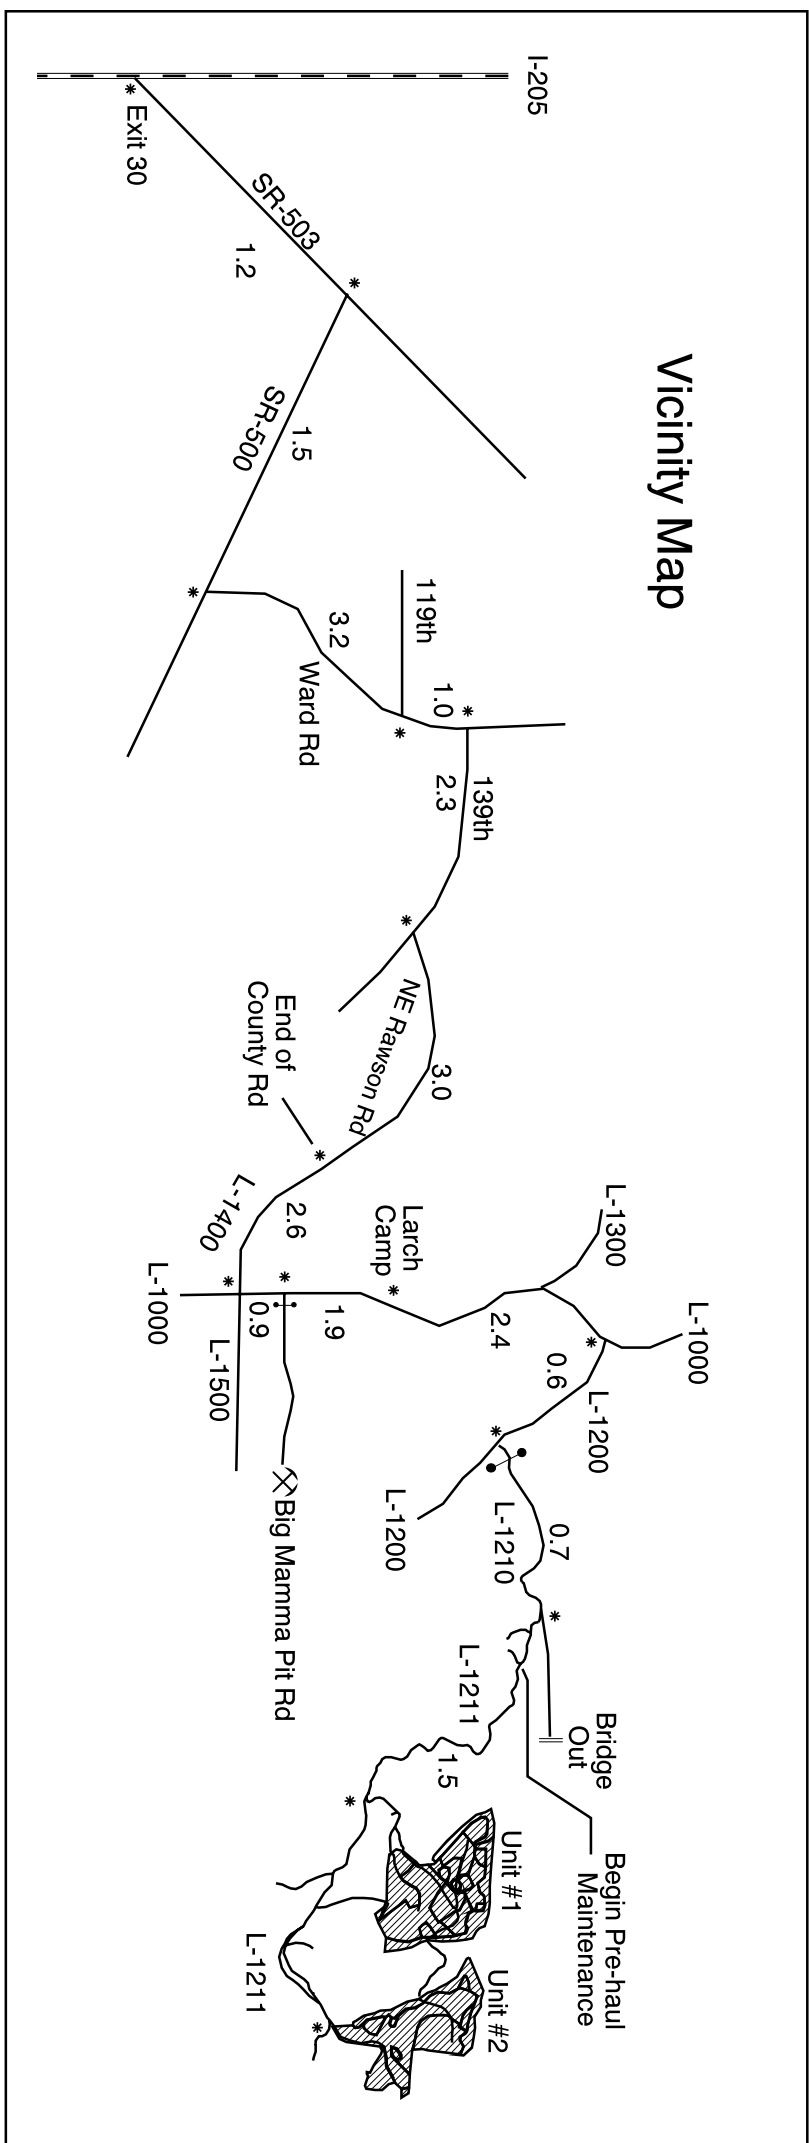 Vicinity Map
I-205
Exit 30
SR-503
1.2
SR-500
1.5
3.2
Ward Rd
119th
1.0
139th
2.3
NE Rawson Rd
3.0
End of
County Rd
L-1400
2.6
L-1000
0.9
L-1500
Big Mamma Pit Rd
1.9
Larch
Camp
2.4
L-1300
L-1000
0.6
L-1200
L-1200
L-1210
0.7
Bridge
Out
Begin Pre-haul
Maintenance
L-1211
1.5
Unit #1
L-1211
Unit #2